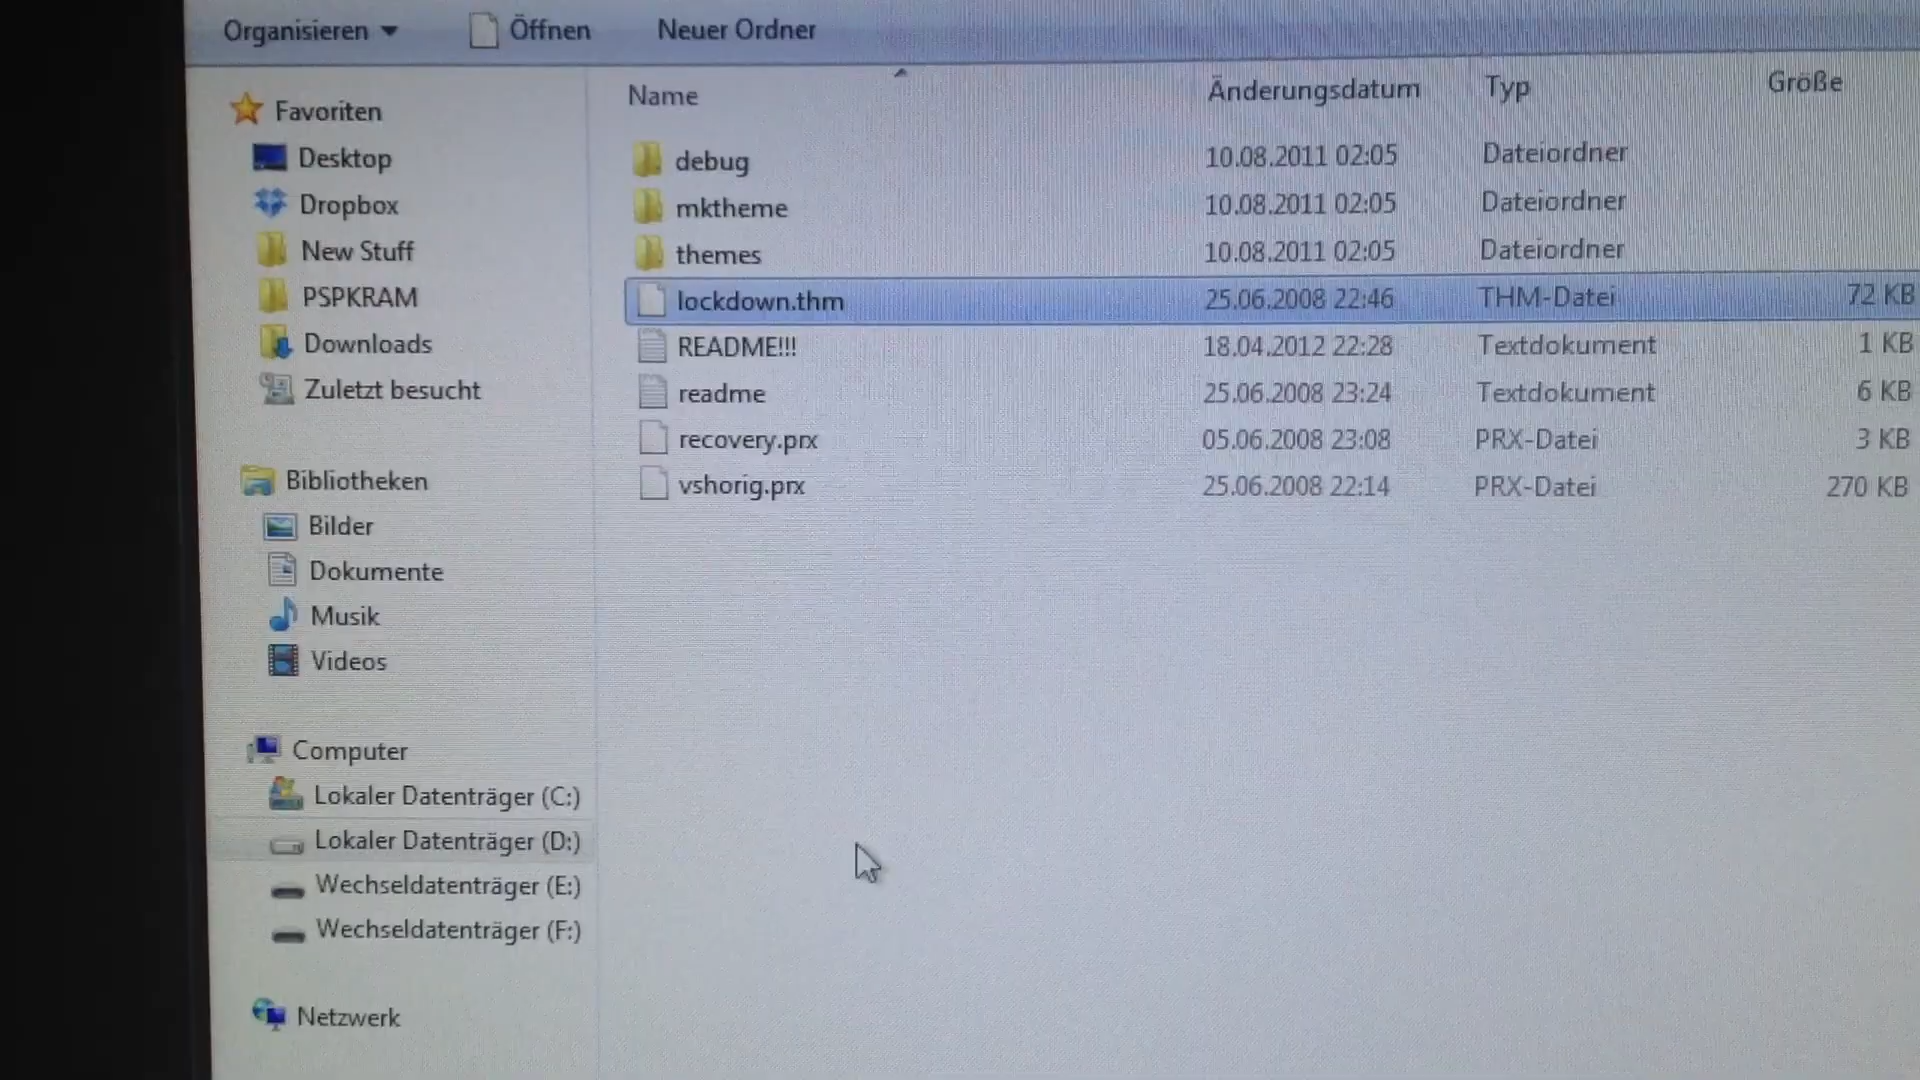 Organisieren Öffnen Neuer Ordner
Name Änderungsdatum Typ Größe
debug 10.08.2011 02:05 Dateiordner
mktheme 10.08.2011 02:05 Dateiordner
themes 10.08.2011 02:05 Dateiordner
lockdown.thm 25.06.2008 22:46 THM-Datei 72 KB
README!!! 18.04.2012 22:28 Textdokument 1 KB
readme 25.06.2008 23:24 Textdokument 6 KB
recovery.prx 05.06.2008 23:08 PRX-Datei 3 KB
vshorig.prx 25.06.2008 22:14 PRX-Datei 270 KB
Favoriten
Desktop
Dropbox
New Stuff
PSPKRAM
Downloads
Zuletzt besucht
Bibliotheken
Bilder
Dokumente
Musik
Videos
Computer
Lokaler Datenträger (C:)
Lokaler Datenträger (D:)
Wechseldatenträger (E:)
Wechseldatenträger (F:)
Netzwerk